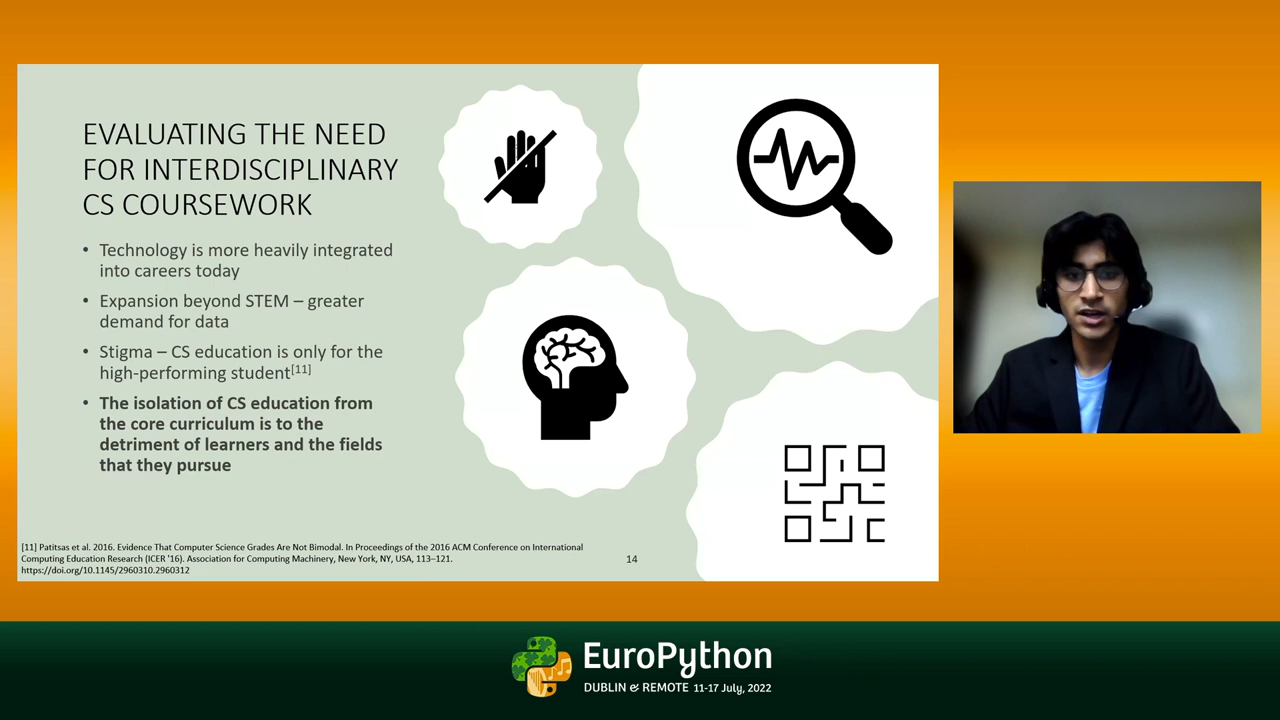 EVALUATING THE NEED
FOR INTERDISCIPLINARY
CS COURSEWORK
• Technology is more heavily integrated
into careers today
• Expansion beyond STEM – greater
demand for data
• Stigma – CS education is only for the
high-performing student[11]
• The isolation of CS education from
the core curriculum is to the
detriment of learners and the fields
that they pursue
[11] Patitsas et al. 2016. Evidence That Computer Science Grades Are Not Bimodal. In Proceedings of the 2016 ACM Conference on International
Computing Education Research (ICER '16). Association for Computing Machinery, New York, NY, USA, 113–121.
https://doi.org/10.1145/2960310.2960312
14
EuroPython
DUBLIN & REMOTE 11-17 July, 2022